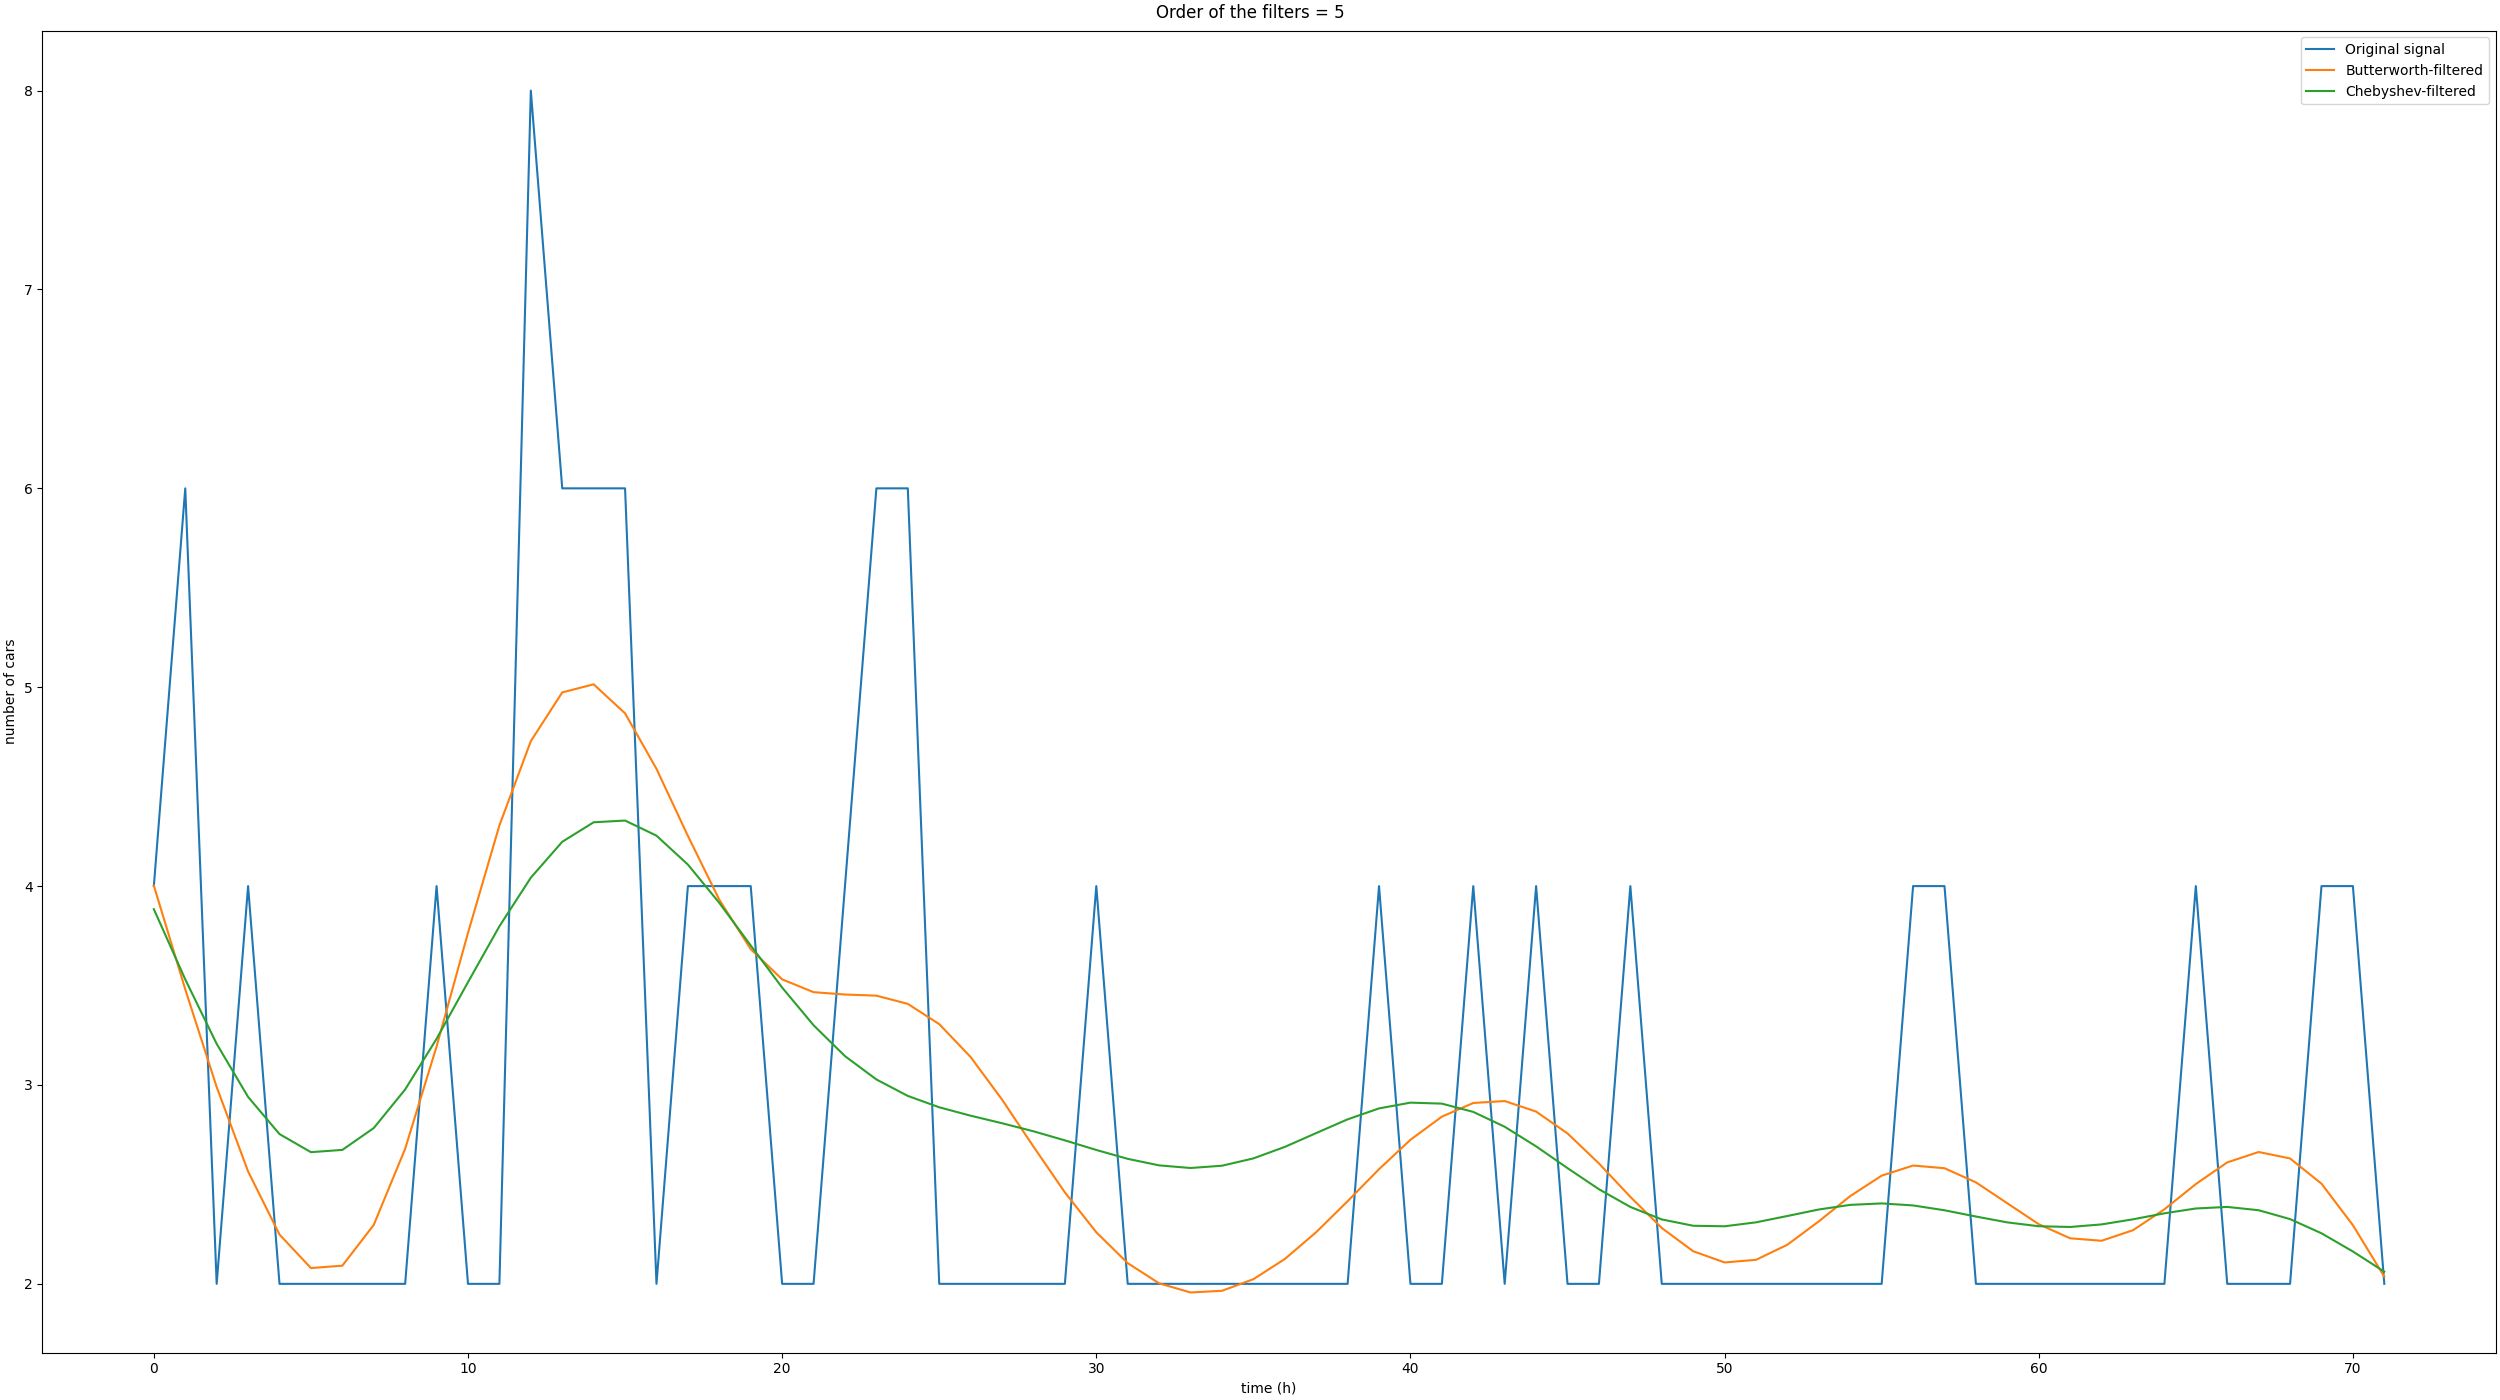 Order of the filters = 5
Original signal
Butterworth-filtered
Chebyshev-filtered
8
7
6
5
4
3
2
number of cars
0 10 20 30 40 50 60 70
time (h)